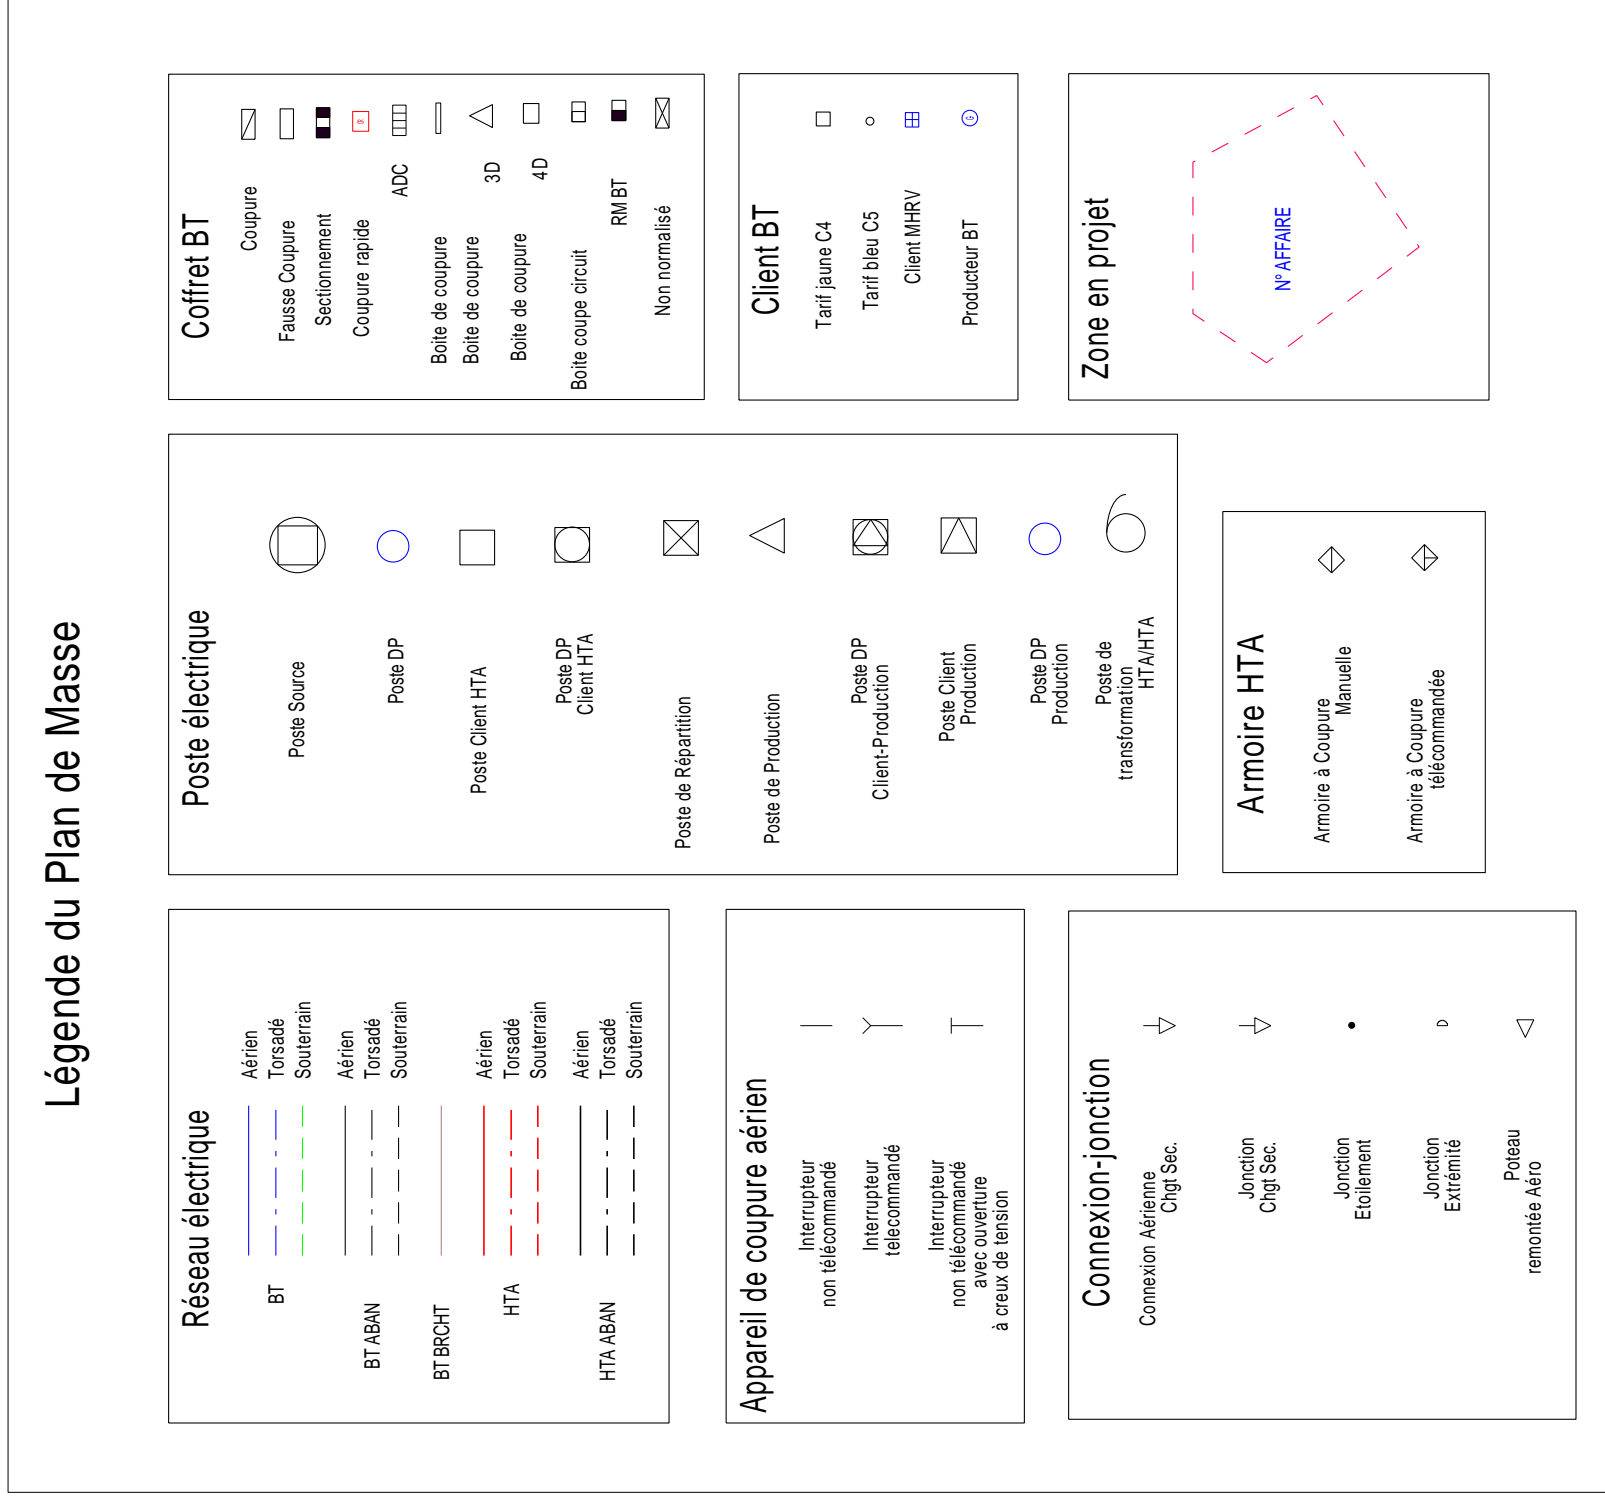 Légende du Plan de Masse
Réseau électrique
BT
Aérien
Torsadé
Souterrain
BT ABAN
Aérien
Torsadé
Souterrain
BT BRCHT
HTA
Aérien
Torsadé
Souterrain
HTA ABAN
Aérien
Torsadé
Souterrain
Poste électrique
Poste Source
Poste DP
Poste Client HTA
Poste DP
Client HTA
Poste de Répartition
Poste de Production
Poste DP
Client-Production
Poste Client
Production
Poste DP
Production
Poste de
transformation
HTA/HTA
Coffret BT
Coupure
Fausse Coupure
Sectionnement
Coupure rapide
ADC
Boite de coupure
Boite de coupure
3D
Boite de coupure
4D
Boite coupe circuit
RM BT
Non normalisé
Appareil de coupure aérien
Interrupteur
non télécommandé
Interrupteur
telecommandé
Interrupteur
non télécommandé
avec ouverture
à creux de tension
Client BT
Tarif jaune C4
Tarif bleu C5
Client MHRV
Producteur BT
G
Connexion-jonction
Connexion Aérienne
Chgt Sec.
Jonction
Chgt Sec.
Jonction
Etoilement
Jonction
Extrémité
Poteau
remontée Aéro
Armoire HTA
Armoire à Coupure
Manuelle
Armoire à Coupure
télécommandée
Zone en projet
N° AFFAIRE